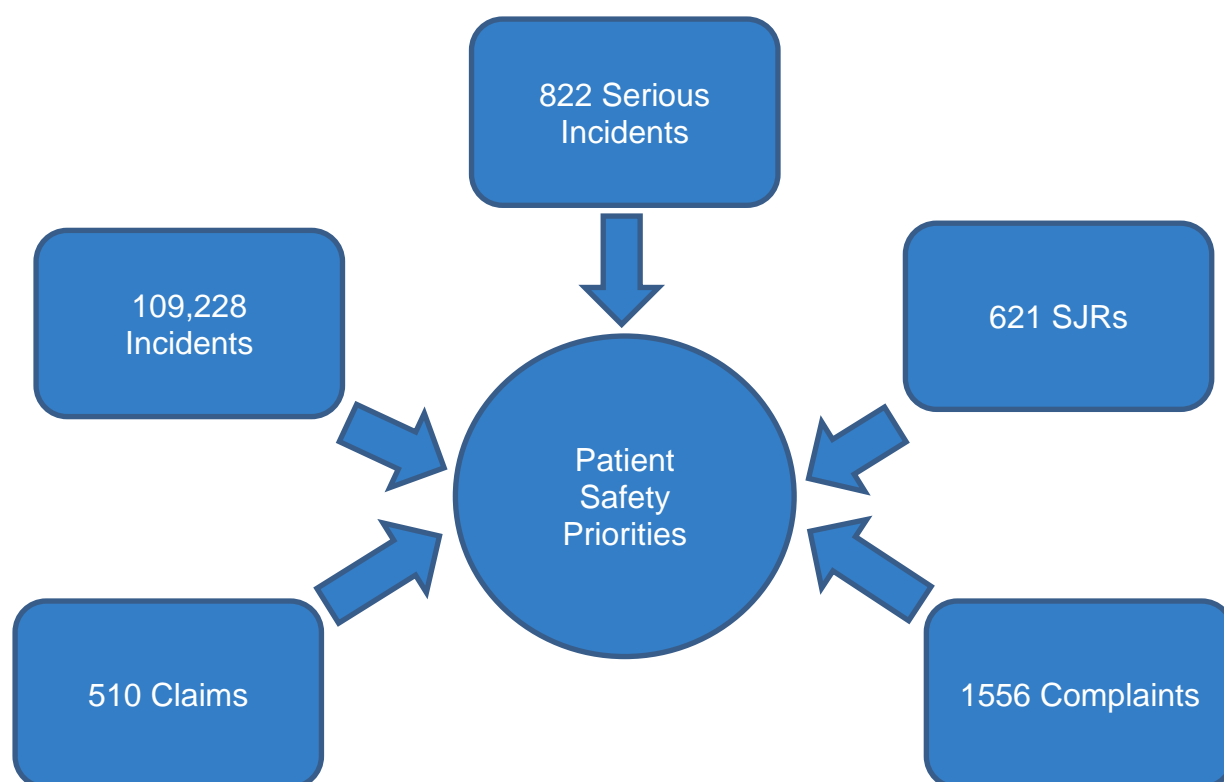 822 Serious
Incidents
109,228
Incidents
621 SJRs
Patient
Safety
Priorities
510 Claims
1556 Complaints